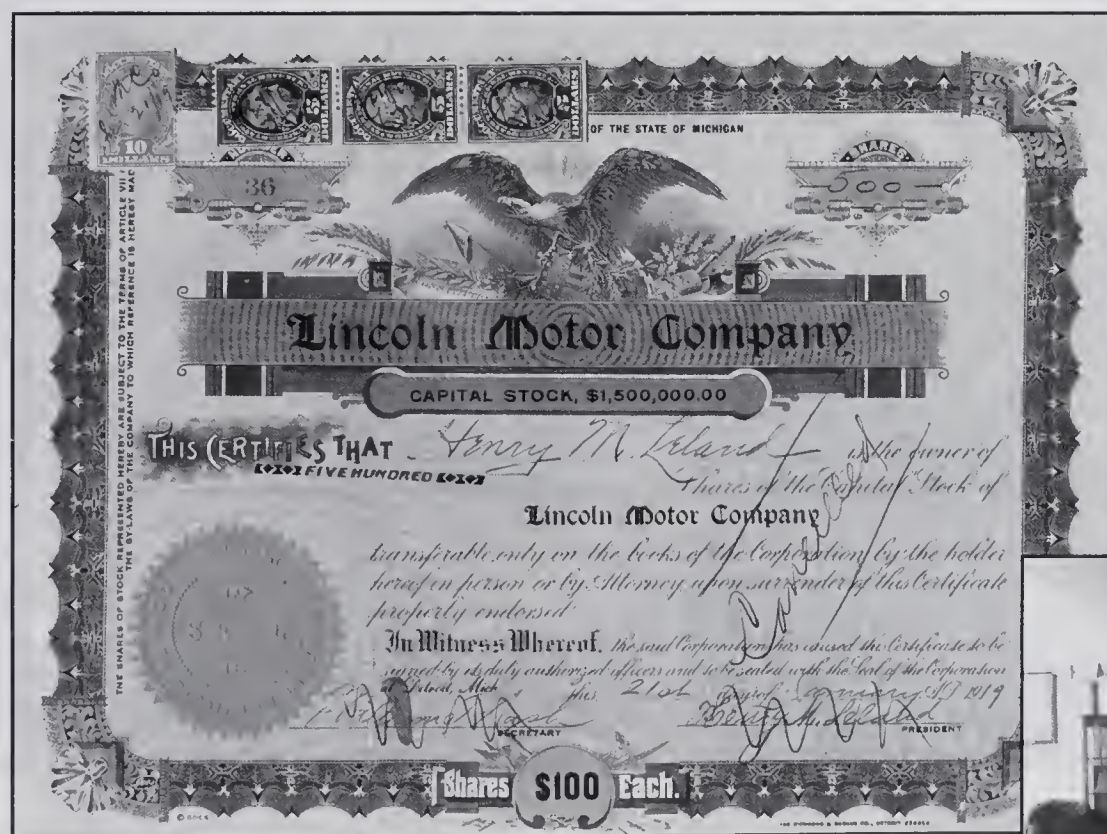 10
DOLLARS
OF THE STATE OF MICHIGAN
36
SHARES
500
Lincoln Motor Company
CAPITAL STOCK, $1,500,000.00
THIS CERTIFIES THAT Henry M. Leland is the owner of
FIVE HUNDRED Shares of the Capital Stock of
Lincoln Motor Company
transferable only on the books of the Corporation by the holder
hereof in person or by Attorney upon surrender of this Certificate
properly endorsed
In Witness Whereof, the said Corporation has caused this Certificate to be
signed by its duly authorized officers and to be sealed with the Seal of the Corporation
at Detroit, Mich this 21st day of January A.D. 1919
Henry M. Leland
SECRETARY
PRESIDENT
Cancelled
Shares $100 Each.
THE SHARES OF STOCK REPRESENTED HEREBY ARE SUBJECT TO THE TERMS OF ARTICLE VII
THE BY-LAWS OF THE COMPANY TO WHICH REFERENCE IS HEREBY MAD